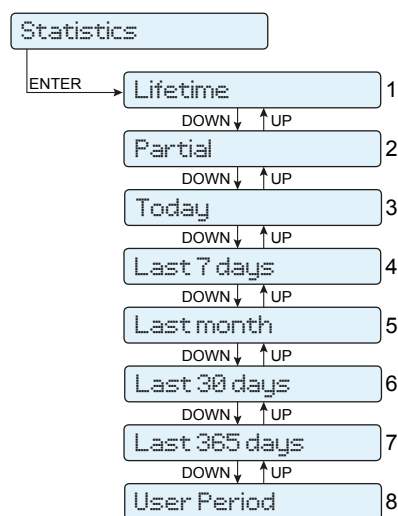 Statistics
ENTER
Lifetime 1
DOWN UP
Partial 2
DOWN UP
Today 3
DOWN UP
Last 7 days 4
DOWN UP
Last month 5
DOWN UP
Last 30 days 6
DOWN UP
Last 365 days 7
DOWN UP
User Period 8